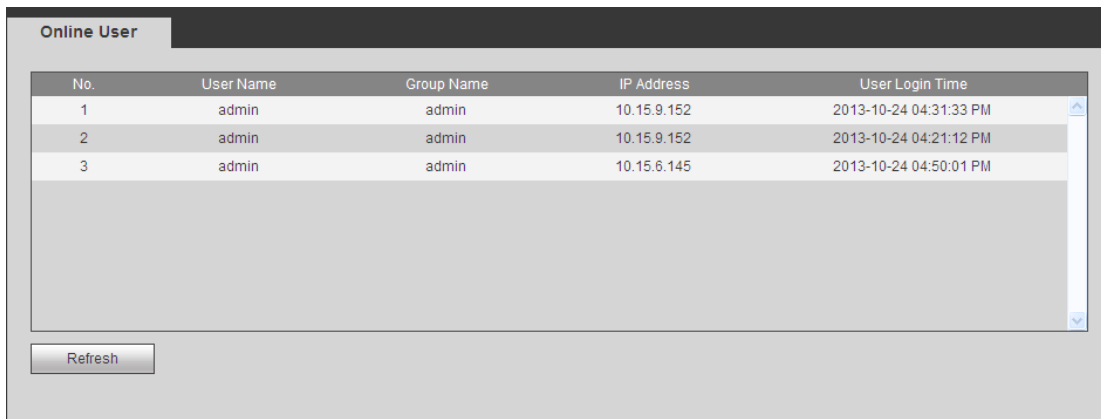 Online User
No. User Name Group Name IP Address User Login Time
1 admin admin 10.15.9.152 2013-10-24 04:31:33 PM
2 admin admin 10.15.9.152 2013-10-24 04:21:12 PM
3 admin admin 10.15.6.145 2013-10-24 04:50:01 PM
Refresh